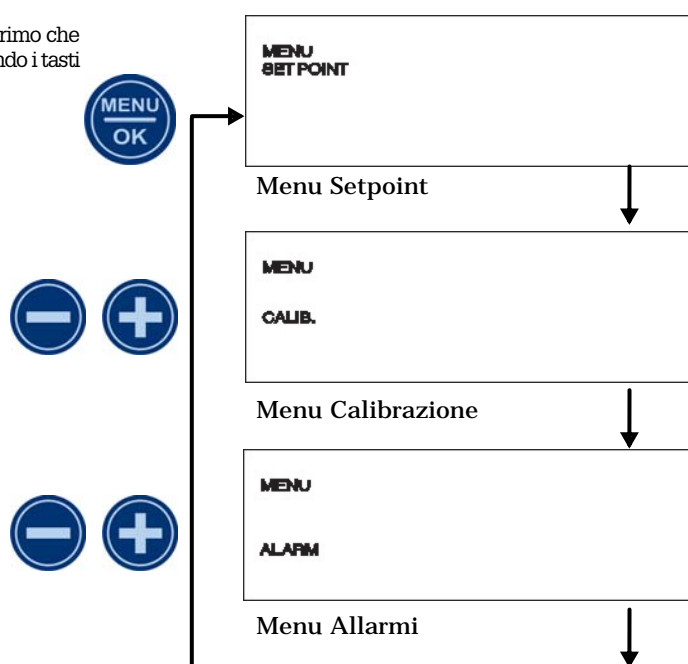 rimo che
ndo i tasti
MENU
OK
MENU
SET POINT
Menu Setpoint
MENU
CALIB.
Menu Calibrazione
MENU
ALARM
Menu Allarmi